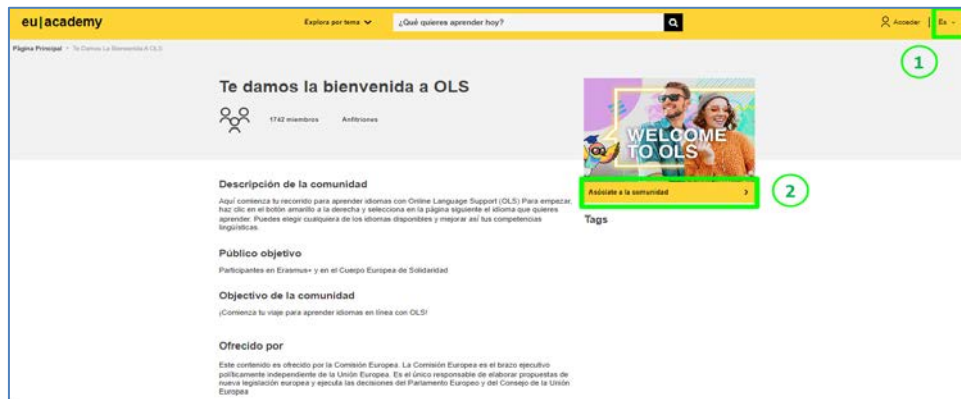 eu|academy
Explora por tema
¿Qué quieres aprender hoy?
Acceder
Es
1
Página Principal
Te Damos La Bienvenida A OLS
Te damos la bienvenida a OLS
1742 miembros
Anfitriones
WELCOME
TO OLS
Asóciate a la comunidad
2
Tags
Descripción de la comunidad
Aquí comienza tu recorrido para aprender idiomas con Online Language Support (OLS) Para empezar,
haz clic en el botón amarillo a la derecha y selecciona en la página siguiente el idioma que quieres
aprender. Puedes elegir cualquiera de los idiomas disponibles y mejorar así tus competencias
lingüísticas.
Público objetivo
Participantes en Erasmus+ y en el Cuerpo Europeo de Solidaridad
Objectivo de la comunidad
¡Comienza tu viaje para aprender idiomas en línea con OLS!
Ofrecido por
Este contenido es ofrecido por la Comisión Europea. La Comisión Europea es el brazo ejecutivo
políticamente independiente de la Unión Europea. Es el único responsable de elaborar propuestas de
nueva legislación europea y ejecuta las decisiones del Parlamento Europeo y del Consejo de la Unión
Europea